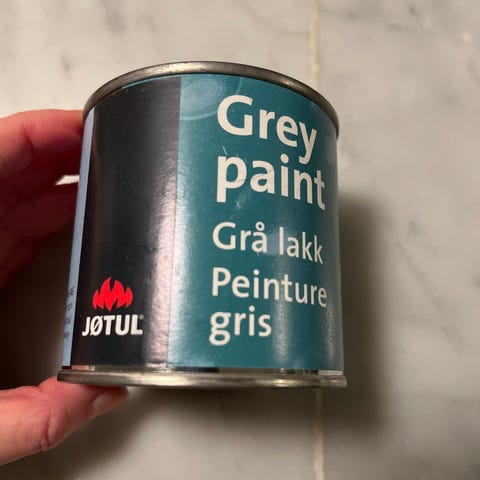 Grey
paint
Grå lakk
Peinture
gris
JØTUL®